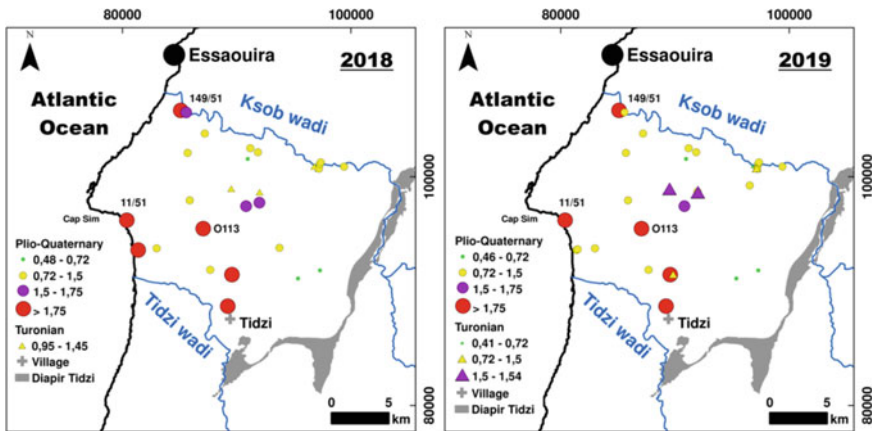 80000
100000
Essaouira
2018
149/51
Ksob wadi
Atlantic
Ocean
100000
11/51
Cap Sim
O113
Plio-Quaternary
0,48 - 0,72
0,72 - 1,5
1,5 - 1,75
> 1,75
Turonian
0,95 - 1,45
Village
Diapir Tidzi
Tidzi wadi
Tidzi
0
5
km
80000
80000
100000
Essaouira
2019
149/51
Ksob wadi
Atlantic
Ocean
100000
11/51
Cap Sim
O113
Plio-Quaternary
0,46 - 0,72
0,72 - 1,5
1,5 - 1,75
> 1,75
Turonian
0,41 - 0,72
0,72 - 1,5
1,5 - 1,54
Village
Diapir Tidzi
Tidzi wadi
Tidzi
0
5
km
80000